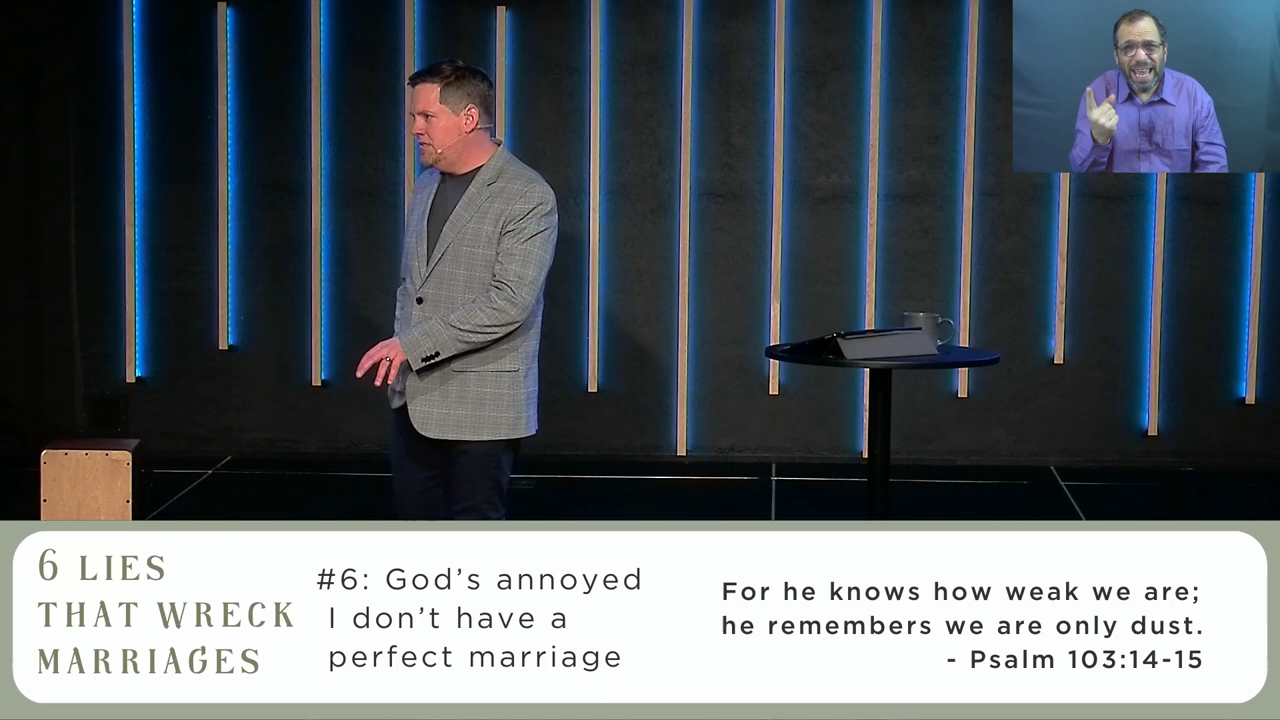 6 LIES
THAT WRECK
MARRIAGES
#6: God’s annoyed
I don’t have a
perfect marriage
For he knows how weak we are;
he remembers we are only dust.
- Psalm 103:14-15